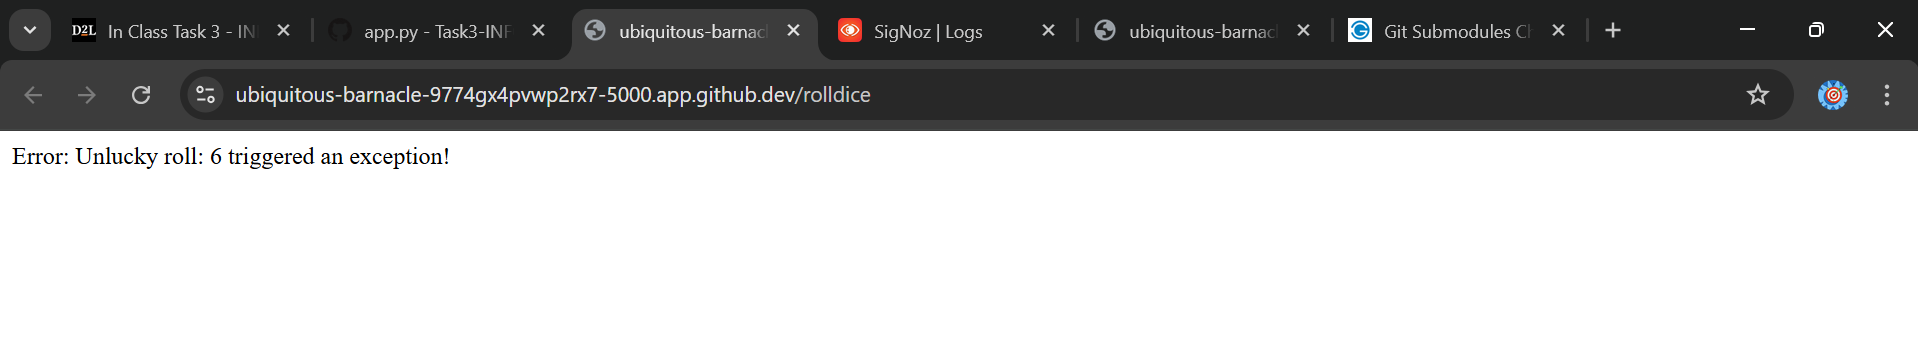 D2L In Class Task 3 - IN
app.py - Task3-INF
ubiquitous-barnac
SigNoz | Logs
ubiquitous-barnac
Git Submodules Ch
ubiquitous-barnacle-9774gx4pvwp2rx7-5000.app.github.dev/rolldice
Error: Unlucky roll: 6 triggered an exception!